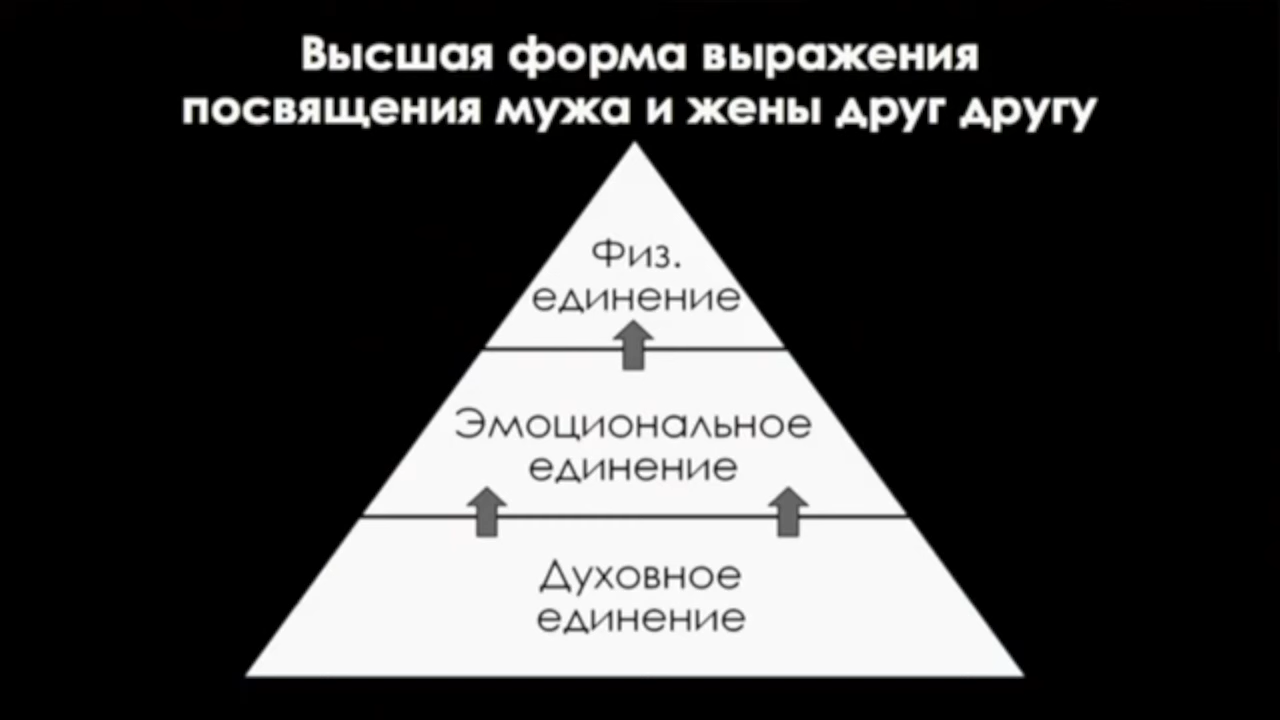 Высшая форма выражения
посвящения мужа и жены друг другу
Физ.
единение
Эмоциональное
единение
Духовное
единение